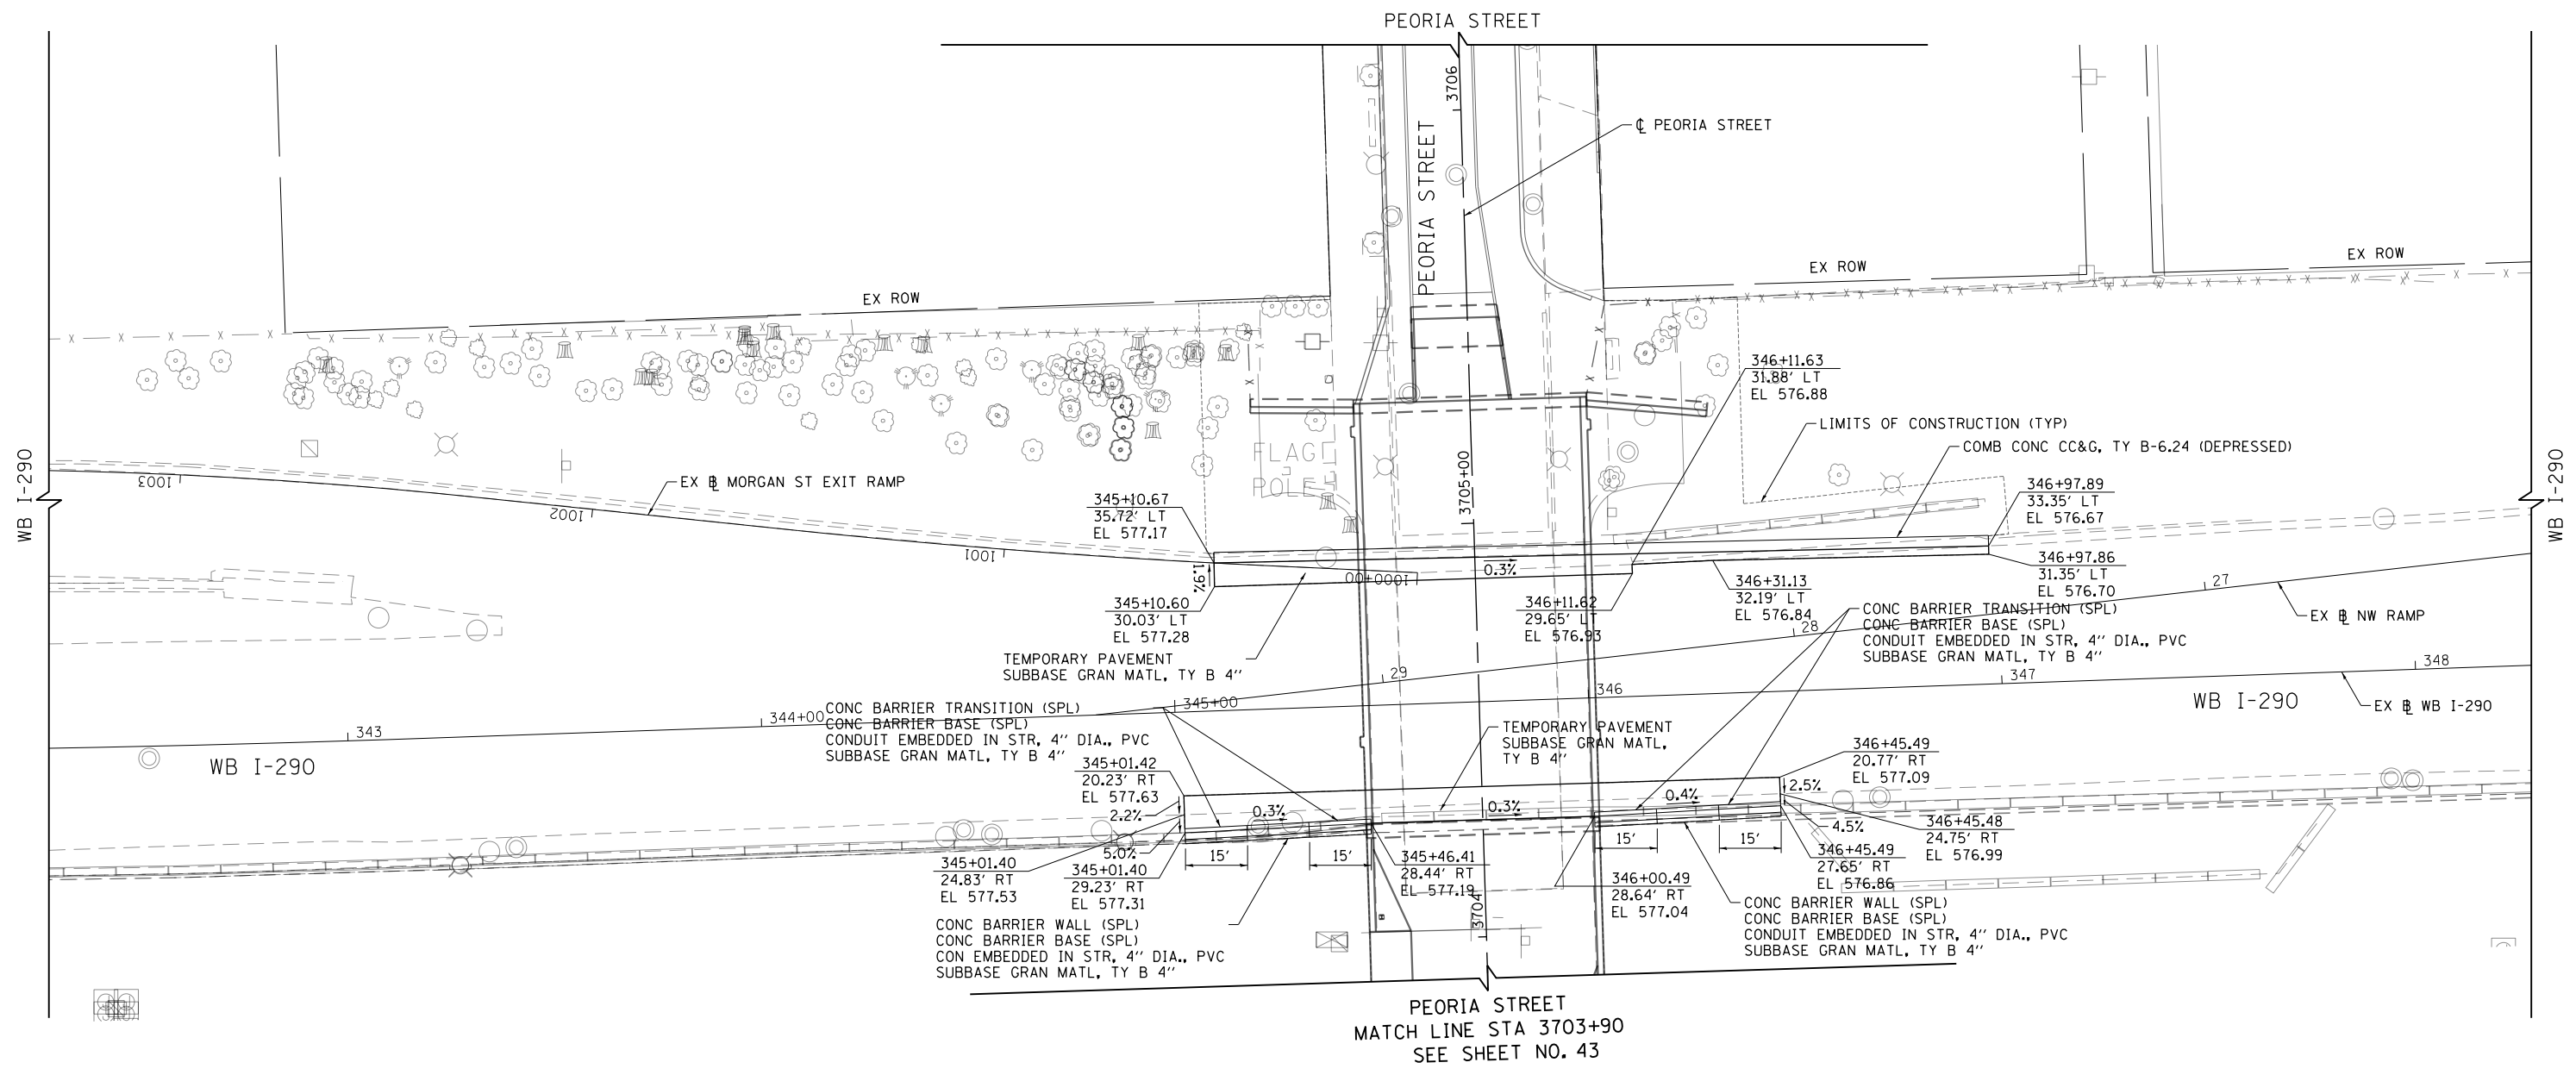 PEORIA STREET
3706
PEORIA STREET
℄ PEORIA STREET
EX ROW
EX ROW
EX ROW
346+11.63
31.88' LT
EL 576.88
LIMITS OF CONSTRUCTION (TYP)
COMB CONC CC&G, TY B-6.24 (DEPRESSED)
FLAG
POLE
3705+00
WB I-290
WB I-290
1003
EX B̲L MORGAN ST EXIT RAMP
1002
1001
1000+00
345+10.67
35.72' LT
EL 577.17
346+97.89
33.35' LT
EL 576.67
1.9%
0.3%
345+10.60
30.03' LT
EL 577.28
346+11.62
29.65' LT
EL 576.93
346+31.13
32.19' LT
EL 576.84
346+97.86
31.35' LT
EL 576.70
27
28
29
EX BL NW RAMP
CONC BARRIER TRANSITION (SPL)
CONC BARRIER BASE (SPL)
CONDUIT EMBEDDED IN STR, 4'' DIA., PVC
SUBBASE GRAN MATL, TY B 4''
TEMPORARY PAVEMENT
SUBBASE GRAN MATL, TY B 4''
343
344+00
345+00
346
347
348
WB I-290
WB I-290
EX BL WB I-290
CONC BARRIER TRANSITION (SPL)
CONC BARRIER BASE (SPL)
CONDUIT EMBEDDED IN STR, 4'' DIA., PVC
SUBBASE GRAN MATL, TY B 4''
TEMPORARY PAVEMENT
SUBBASE GRAN MATL,
TY B 4''
345+01.42
20.23' RT
EL 577.63
346+45.49
20.77' RT
EL 577.09
2.2%
0.3%
0.3%
0.4%
2.5%
5.0%
4.5%
15'
15'
15'
15'
345+01.40
24.83' RT
EL 577.53
345+01.40
29.23' RT
EL 577.31
345+46.41
28.44' RT
EL 577.19
346+00.49
28.64' RT
EL 577.04
346+45.49
27.65' RT
EL 576.86
346+45.48
24.75' RT
EL 576.99
3704
CONC BARRIER WALL (SPL)
CONC BARRIER BASE (SPL)
CON EMBEDDED IN STR, 4'' DIA., PVC
SUBBASE GRAN MATL, TY B 4''
CONC BARRIER WALL (SPL)
CONC BARRIER BASE (SPL)
CONDUIT EMBEDDED IN STR, 4'' DIA., PVC
SUBBASE GRAN MATL, TY B 4''
PEORIA STREET
MATCH LINE STA 3703+90
SEE SHEET NO. 43